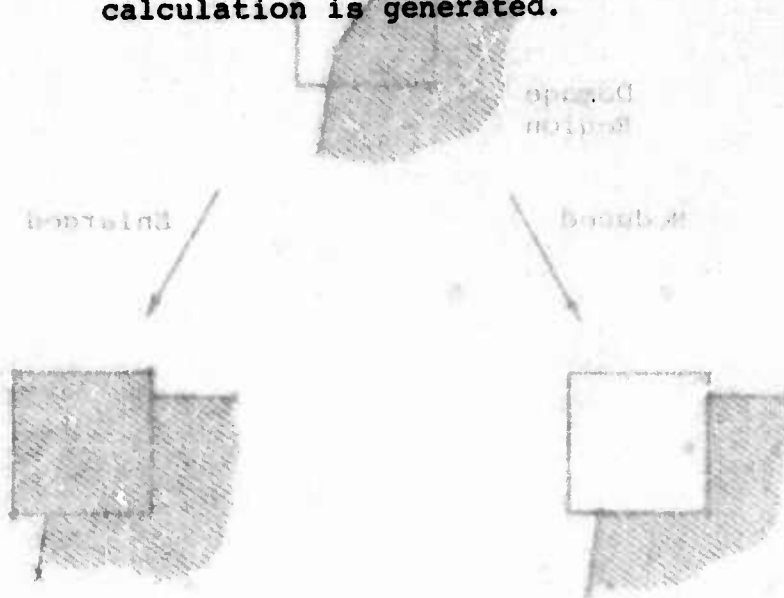 calculation is generated.
Damage
Region
Enlarged
Reduced